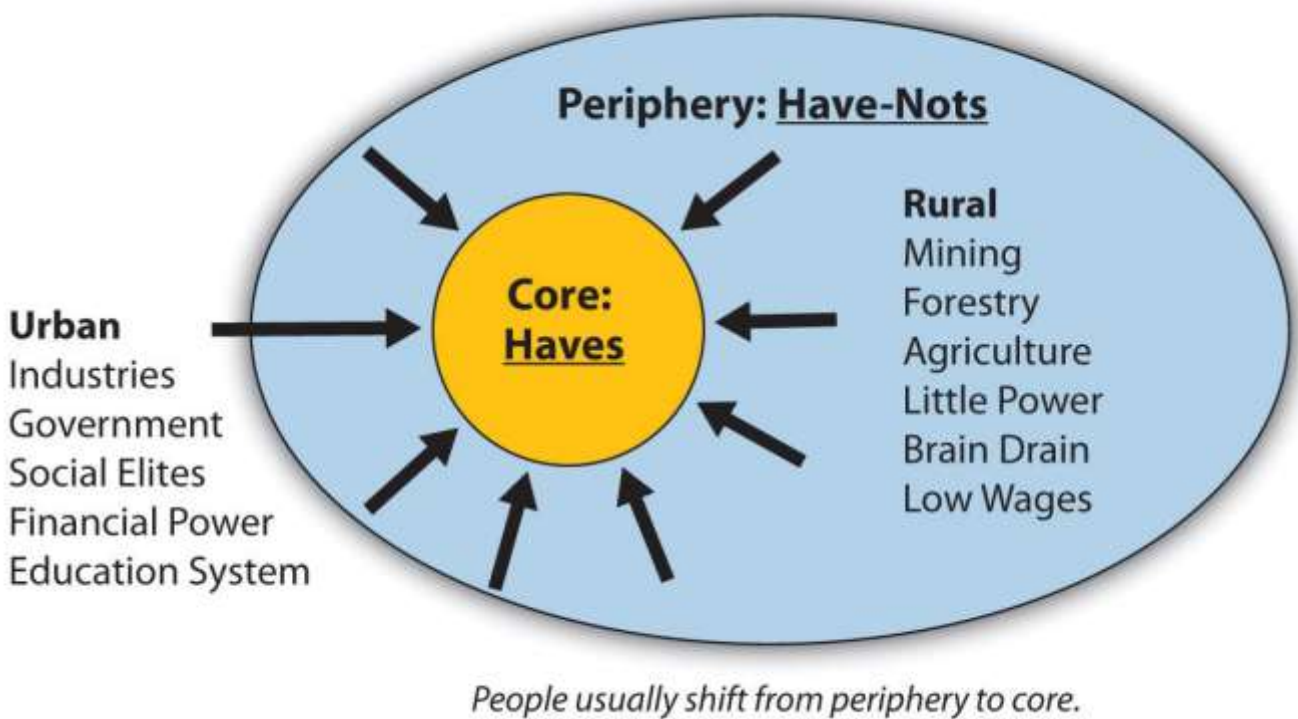 Periphery: Have-Nots
Core:
Haves
Urban
Industries
Government
Social Elites
Financial Power
Education System
Rural
Mining
Forestry
Agriculture
Little Power
Brain Drain
Low Wages
People usually shift from periphery to core.